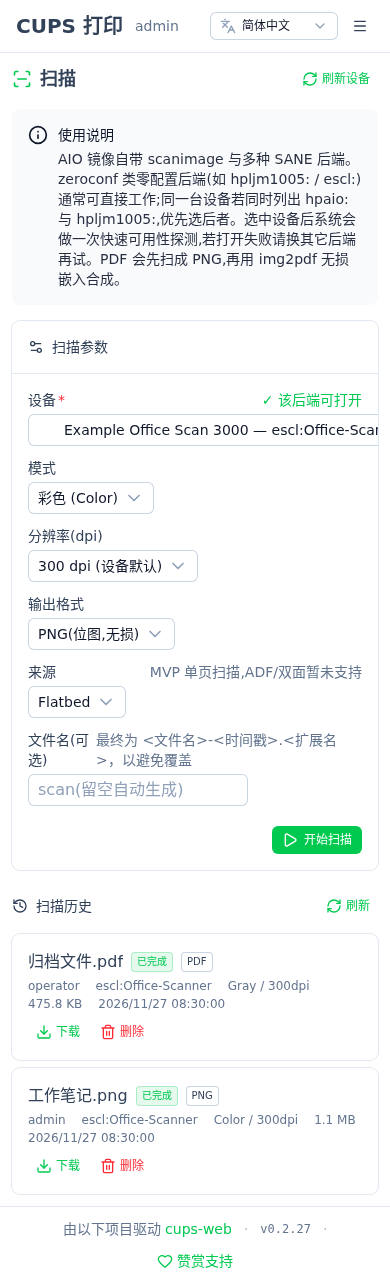 CUPS 打印 admin 简体中文
扫描 刷新设备
使用说明
AIO 镜像自带 scanimage 与多种 SANE 后端。
zeroconf 类零配置后端(如 hpljm1005: / escl:)
通常可直接工作;同一台设备若同时列出 hpaio:
与 hpljm1005:,优先选后者。选中设备后系统会
做一次快速可用性探测,若打开失败请换其它后端
再试。PDF 会先扫成 PNG,再用 img2pdf 无损
嵌入合成。
扫描参数
设备* ✓ 该后端可打开
Example Office Scan 3000 — escl:Office-Scan
模式
彩色 (Color)
分辨率(dpi)
300 dpi (设备默认)
输出格式
PNG(位图,无损)
来源 MVP 单页扫描,ADF/双面暂未支持
Flatbed
文件名(可选) 最终为 <文件名>-<时间戳>.<扩展名>，以避免覆盖
scan(留空自动生成)
开始扫描
扫描历史 刷新
归档文件.pdf 已完成 PDF
operator escl:Office-Scanner Gray / 300dpi
475.8 KB 2026/11/27 08:30:00
下载 删除
工作笔记.png 已完成 PNG
admin escl:Office-Scanner Color / 300dpi 1.1 MB
2026/11/27 08:30:00
下载 删除
由以下项目驱动 cups-web · v0.2.27 ·
赞赏支持